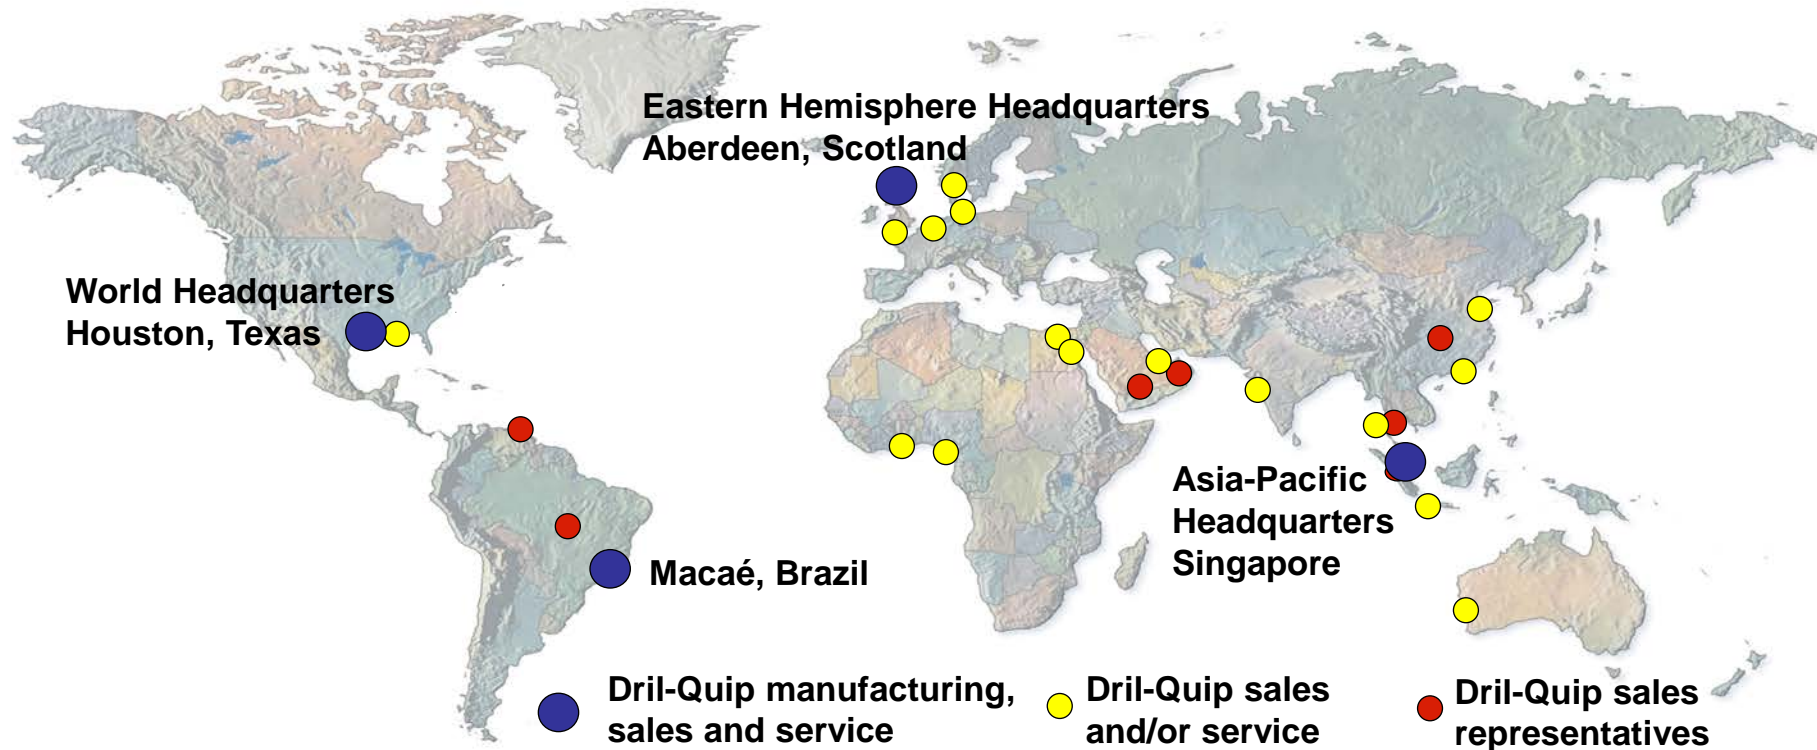 Eastern Hemisphere Headquarters
Aberdeen, Scotland
World Headquarters
Houston, Texas
Asia-Pacific
Headquarters
Singapore
Macaé, Brazil
Dril-Quip manufacturing,
sales and service
Dril-Quip sales
and/or service
Dril-Quip sales
representatives